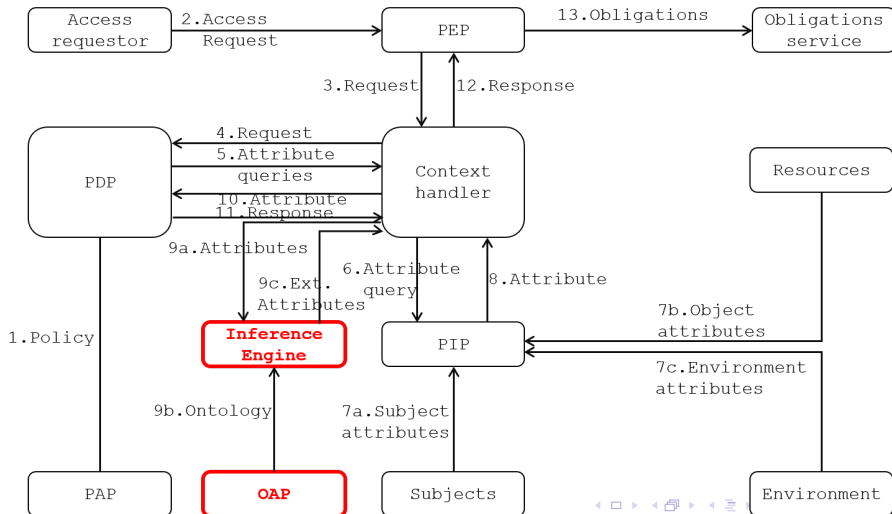 Access
requestor
2.Access
Request
PEP
13.Obligations
Obligations
service
3.Request
12.Response
PDP
4.Request
5.Attribute
queries
10.Attribute
11.Response
Context
handler
Resources
9a.Attributes
9c.Ext.
Attributes
6.Attribute
query
8.Attribute
1.Policy
Inference
Engine
PIP
7b.Object
attributes
7c.Environment
attributes
9b.Ontology
7a.Subject
attributes
PAP
OAP
Subjects
Environment